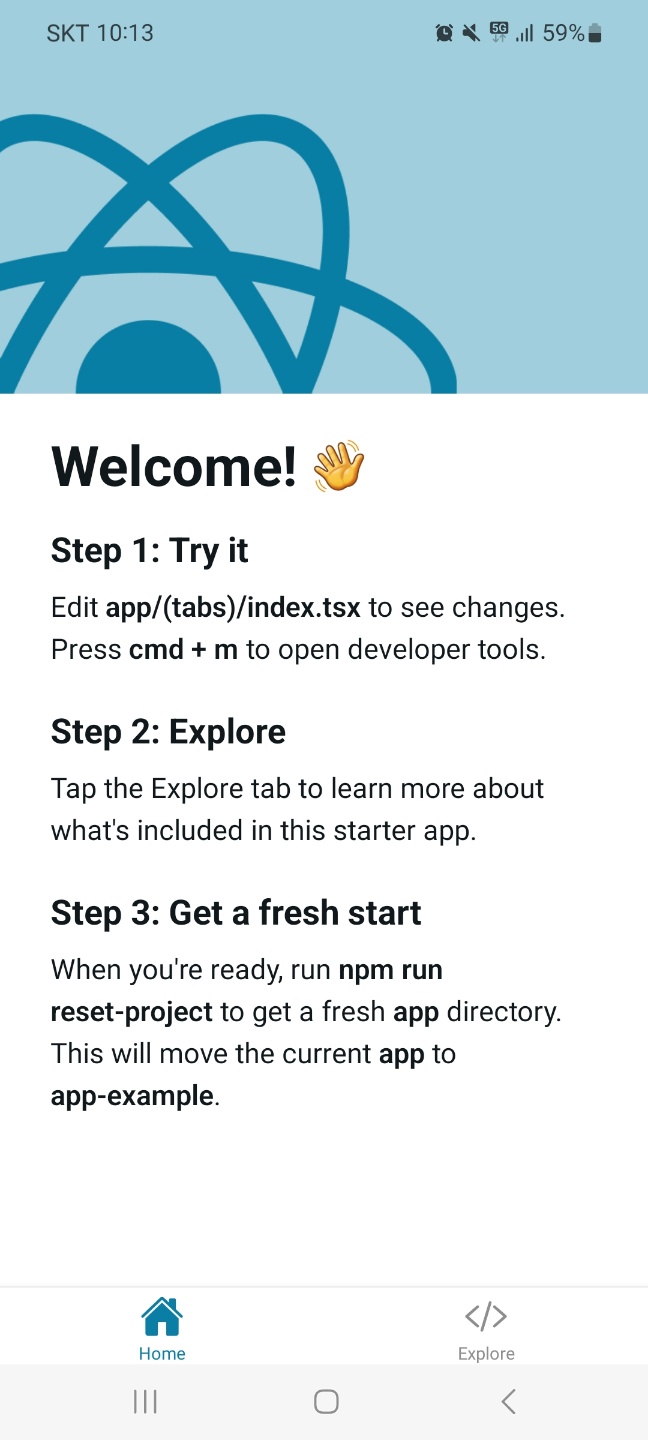 SKT 10:13
5G
59%
Welcome! 👋
Step 1: Try it
Edit app/(tabs)/index.tsx to see changes.
Press cmd + m to open developer tools.
Step 2: Explore
Tap the Explore tab to learn more about
what's included in this starter app.
Step 3: Get a fresh start
When you're ready, run npm run
reset-project to get a fresh app directory.
This will move the current app to
app-example.
Home
Explore